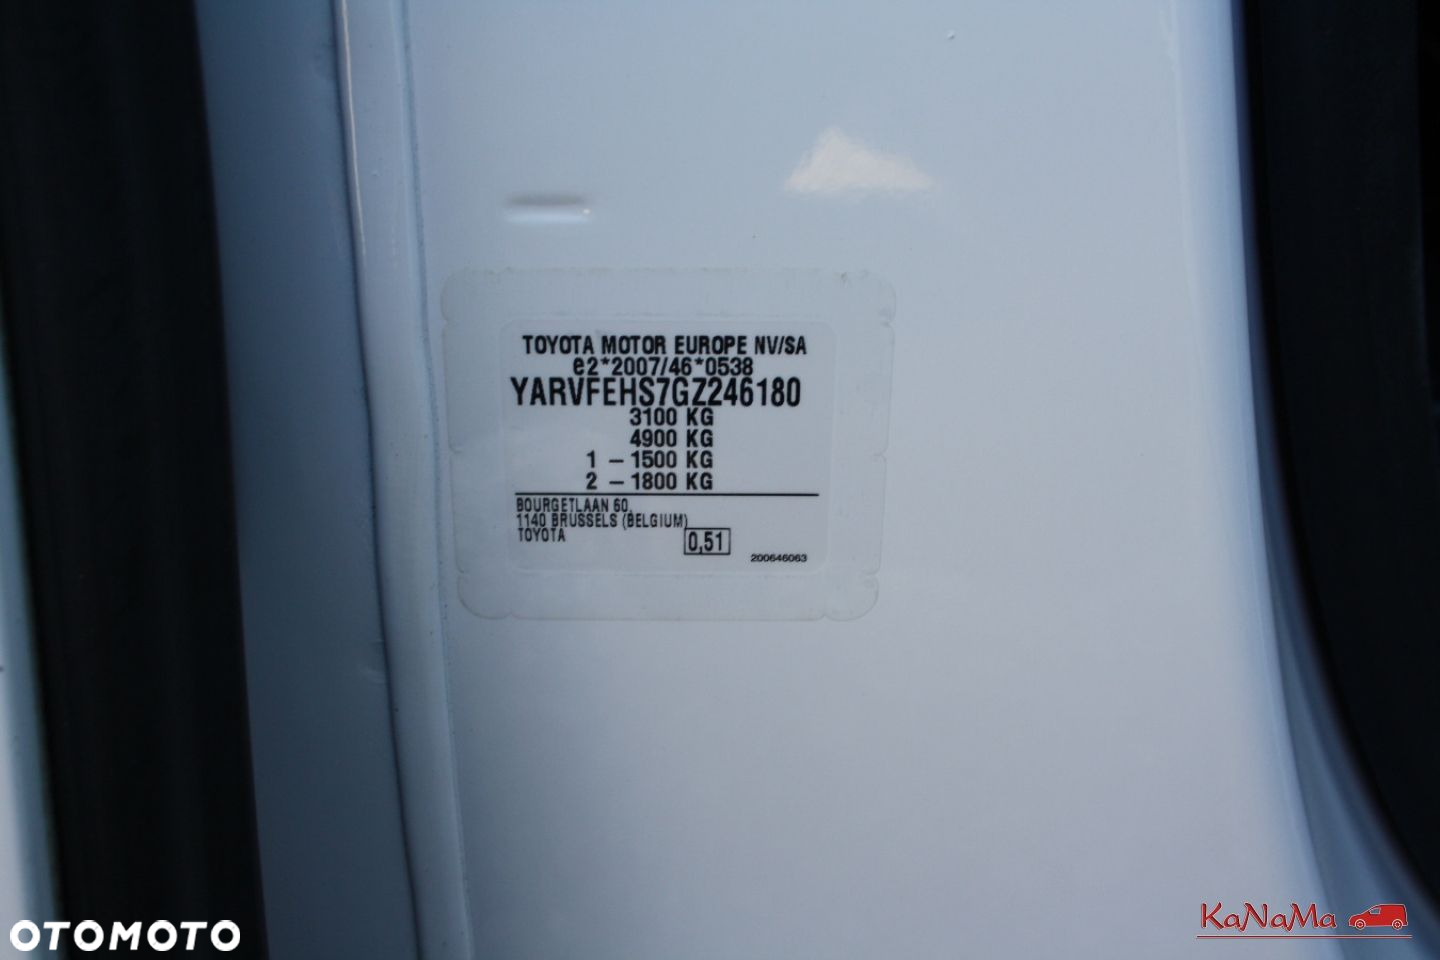 TOYOTA MOTOR EUROPE NV/SA
e2*2007/46*0538
YARVFEHS7GZ246180
3100 KG
4900 KG
1 – 1500 KG
2 – 1800 KG
BOURGETLAAN 60,
1140 BRUSSELS (BELGIUM)
TOYOTA
0,51
200646063
OTOMOTO
KaNaMa